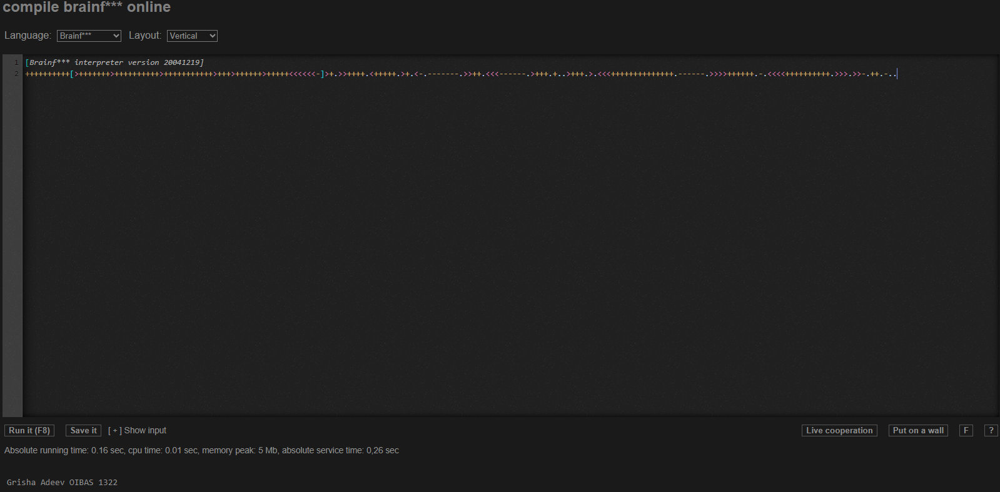 compile brainf*** online
Language: Brainf*** Layout: Vertical
1 [Brainf*** interpreter version 20041219]
2 ++++++++++[>+++++++>++++++++++>+++++++++++>+++>++++++>+++++<<<<<<-]>+.>>++++.<+++++.>+.<-.-------.>>++.<<<------.>+++.+..>+++.>.<<<++++++++++++++.------.>>>>++++++.-.<<<<++++++++++.>>>.>>-.++.-..
Run it (F8) Save it [ + ] Show input Live cooperation Put on a wall F ?
Absolute running time: 0.16 sec, cpu time: 0.01 sec, memory peak: 5 Mb, absolute service time: 0,26 sec
Grisha Adeev OIBAS 1322